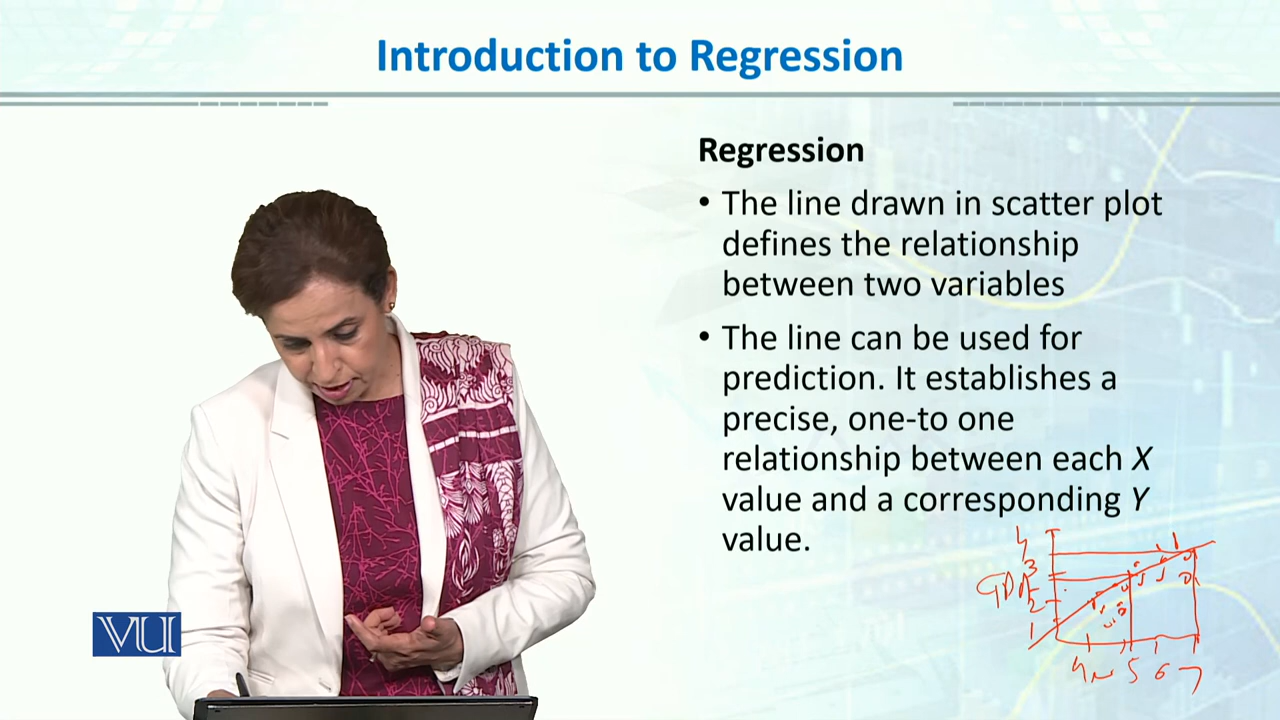 Introduction to Regression
Regression
• The line drawn in scatter plot
defines the relationship
between two variables
• The line can be used for
prediction. It establishes a
precise, one-to one
relationship between each X
value and a corresponding Y
value.
4
3
2
1
5 6 7
VU